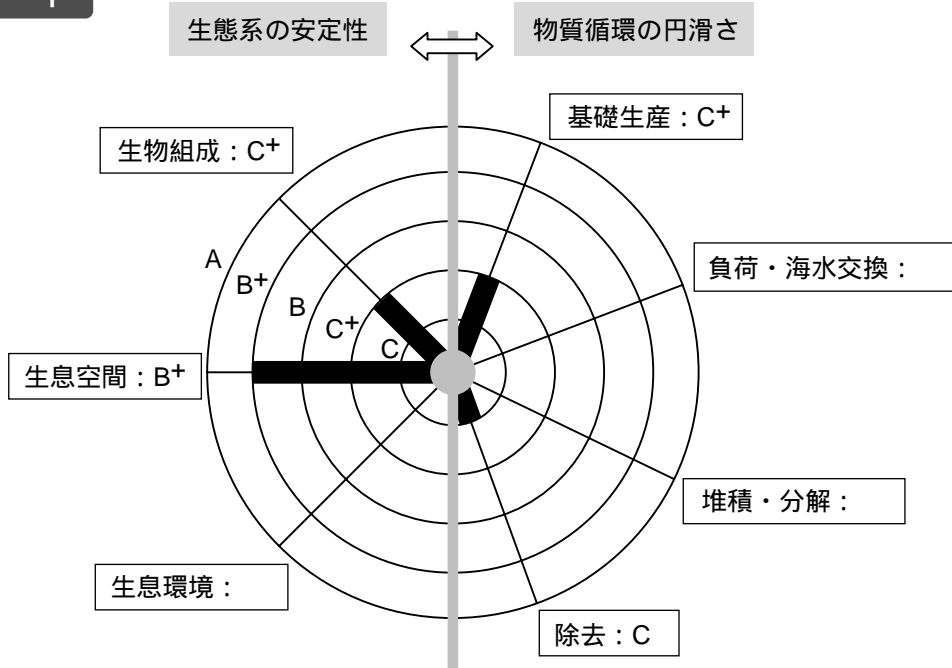 生態系の安定性
物質循環の円滑さ
基礎生産：C+
生物組成：C+
負荷・海水交換：
A
B+
B
C+
C
生息空間：B+
堆積・分解：
生息環境：
除去：C